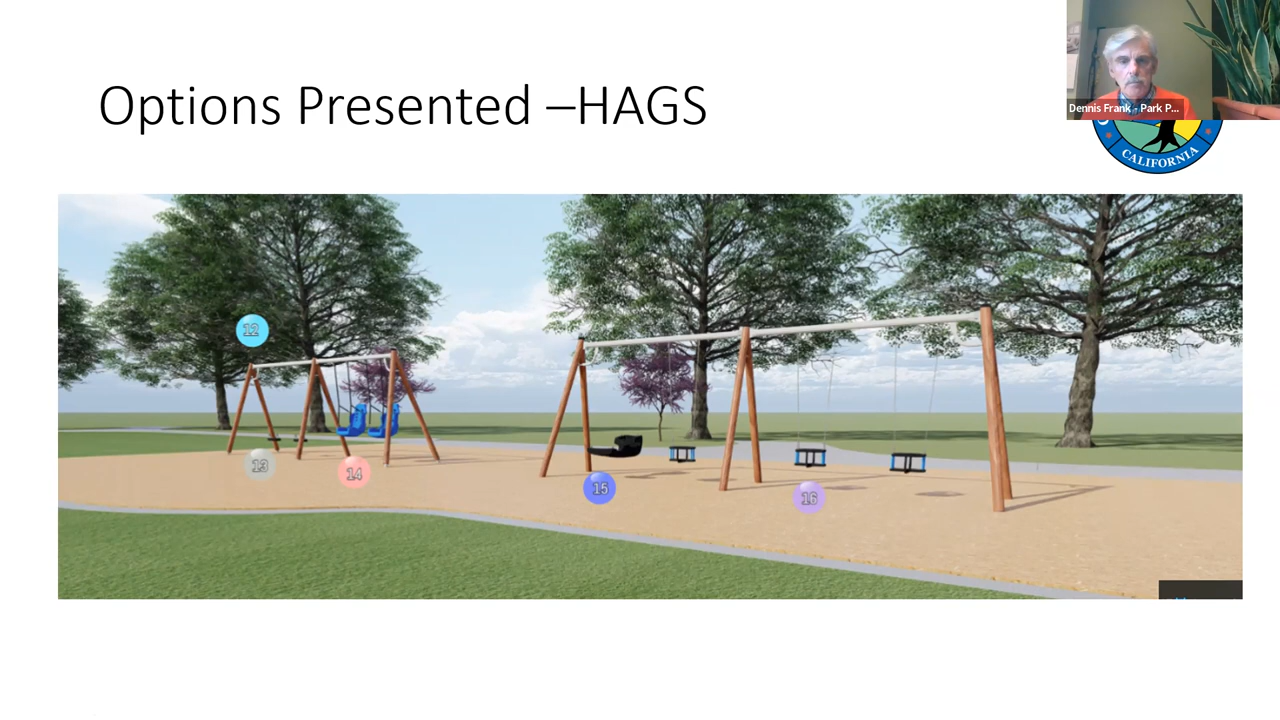 Options Presented –HAGS
Dennis Frank - Park P...
CALIFORNIA
12
13
14
15
16